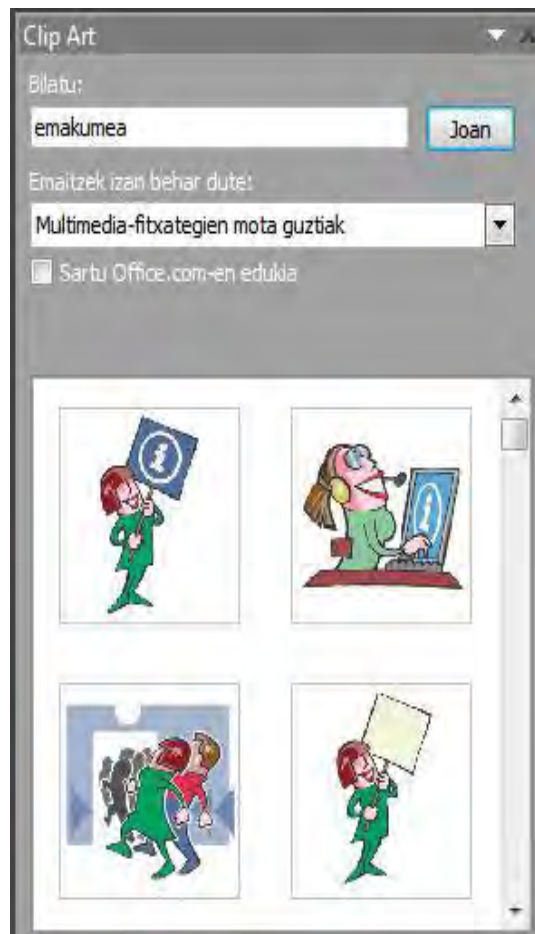 Clip Art
Bilatu:
emakumea
Joan
Emaitzek izan behar dute:
Multimedia-fitxategien mota guztiak
Sartu Office.com-en edukia
i
i